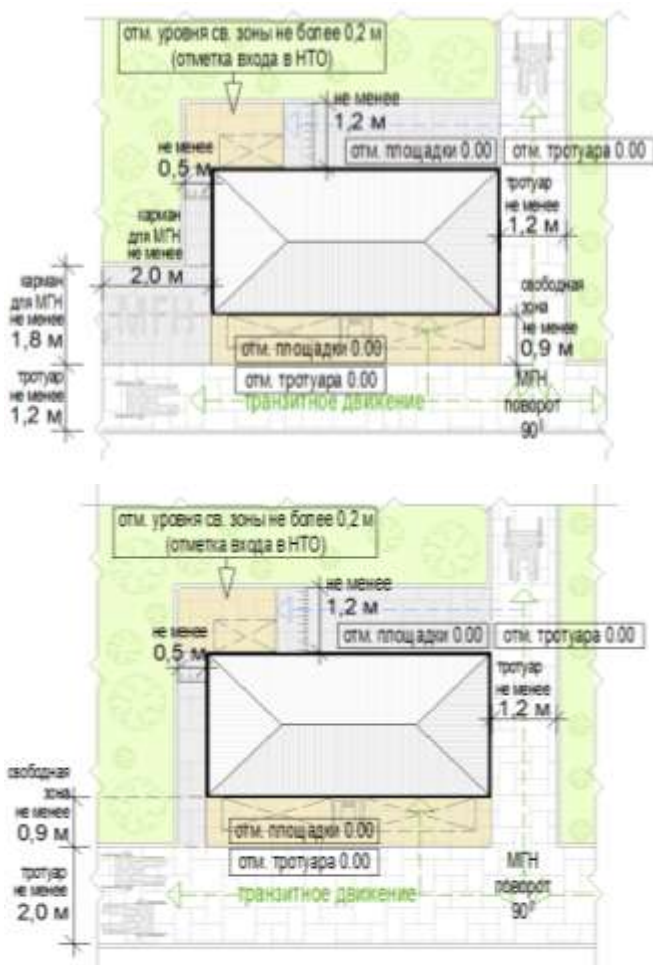 отм. уровня св. зоны не более 0,2 м
(отметка входа в НТО)
не менее
1,2 м
отм. площадки 0.00
отм. тротуара 0.00
не менее
0,5 м
тротуар
не менее
1,2 м
карман
для МГН
не менее
2,0 м
карман
для МГН
не менее
1,8 м
МГН
свободная
зона
не менее
0,9 м
отм. площадки 0.00
отм. тротуара 0.00
тротуар
не менее
1,2 м
транзитное движение
МГН
поворот
90⁰
отм. уровня св. зоны не более 0,2 м
(отметка входа в НТО)
не менее
1,2 м
отм. площадки 0.00
отм. тротуара 0.00
не менее
0,5 м
тротуар
не менее
1,2 м
свободная
зона
не менее
0,9 м
отм. площадки 0.00
отм. тротуара 0.00
тротуар
не менее
2,0 м
транзитное движение
МГН
поворот
90⁰